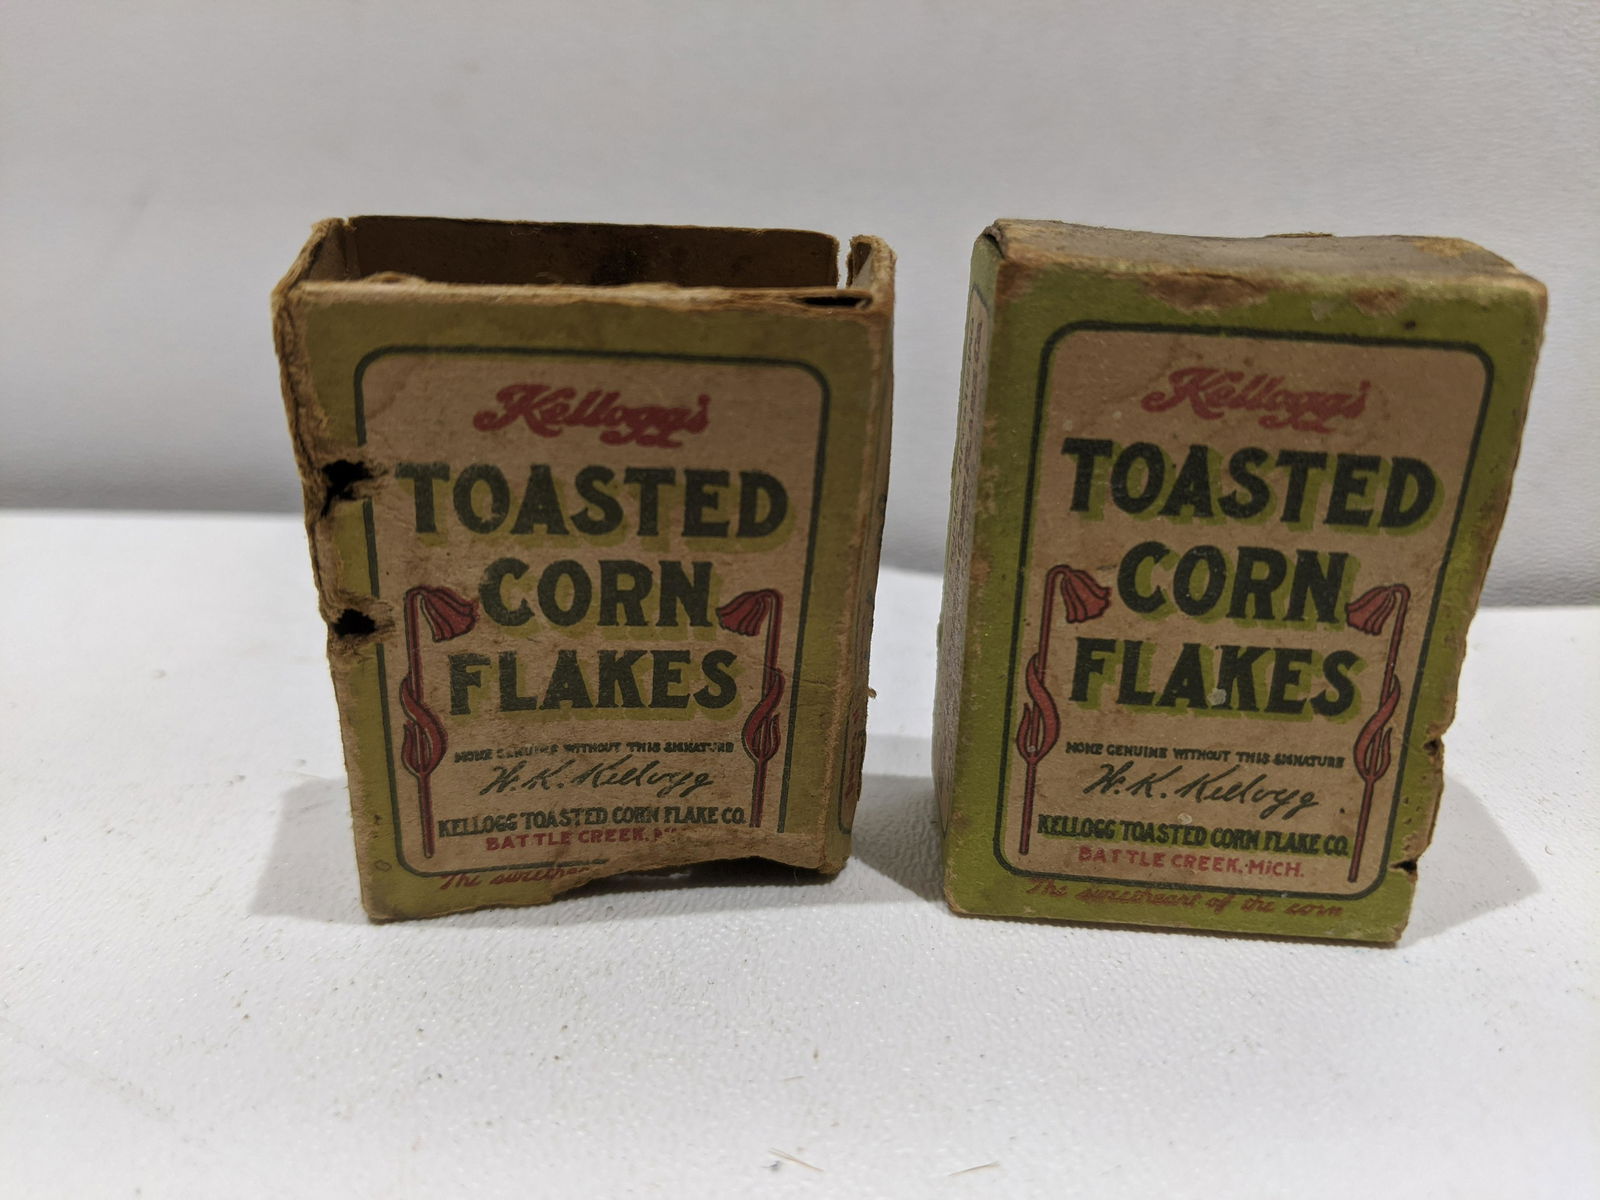 Kellogg's
TOASTED
CORN
FLAKES
NONE GENUINE WITHOUT THIS SIGNATURE
W. K. Kellogg
KELLOGG TOASTED CORN FLAKE CO.
BATTLE CREEK,
The
Kellogg's
TOASTED
CORN
FLAKES
NONE GENUINE WITHOUT THIS SIGNATURE
W. K. Kellogg
KELLOGG TOASTED CORN FLAKE CO.
BATTLE CREEK, MICH.
The sweetheart of the corn